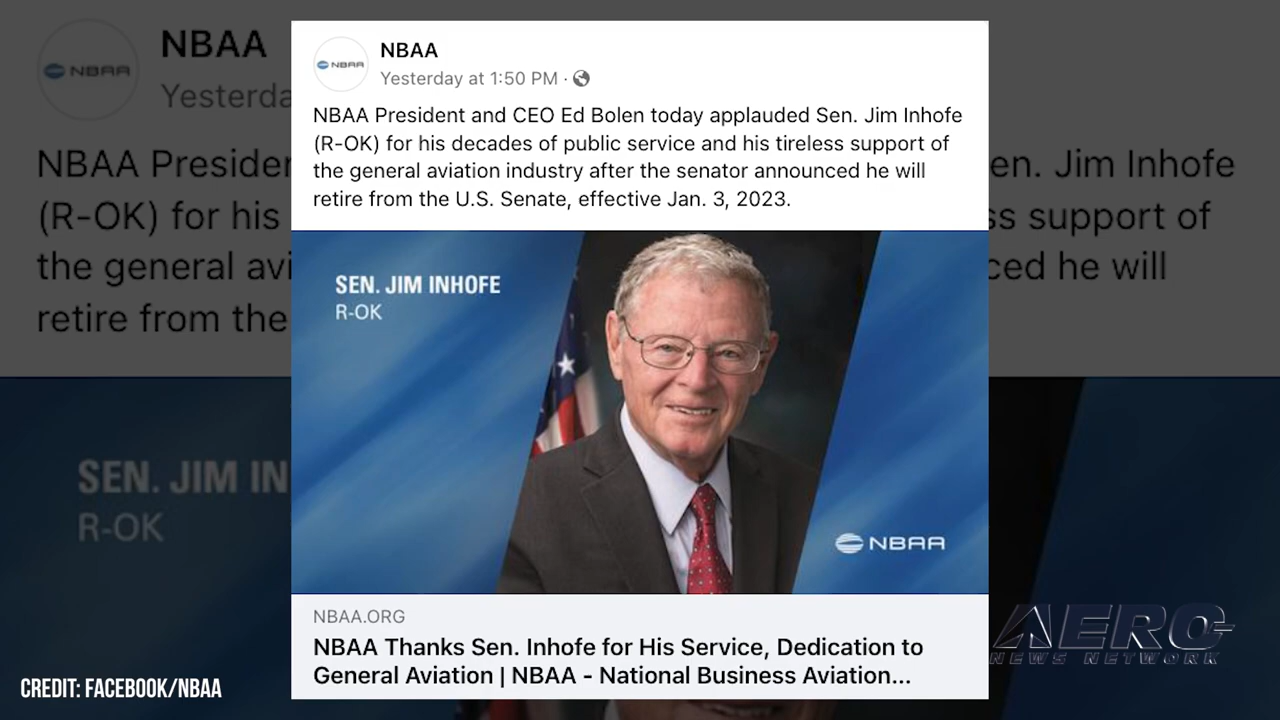 NBAA
Yesterday at 1:50 PM ·
NBAA
NBAA President and CEO Ed Bolen today applauded Sen. Jim Inhofe
(R-OK) for his decades of public service and his tireless support of
the general aviation industry after the senator announced he will
retire from the U.S. Senate, effective Jan. 3, 2023.
SEN. JIM INHOFE
R-OK
NBAA
NBAA.ORG
NBAA Thanks Sen. Inhofe for His Service, Dedication to
General Aviation | NBAA - National Business Aviation...
NBAA
Yesterda
NBAA
NBAA Presiden
en. Jim Inhofe
(R-OK) for his
ss support of
the general avi
ced he will
retire from the
SEN. JIM IN
R-OK
CREDIT: FACEBOOK/NBAA
AERO
NEWS NETWORK